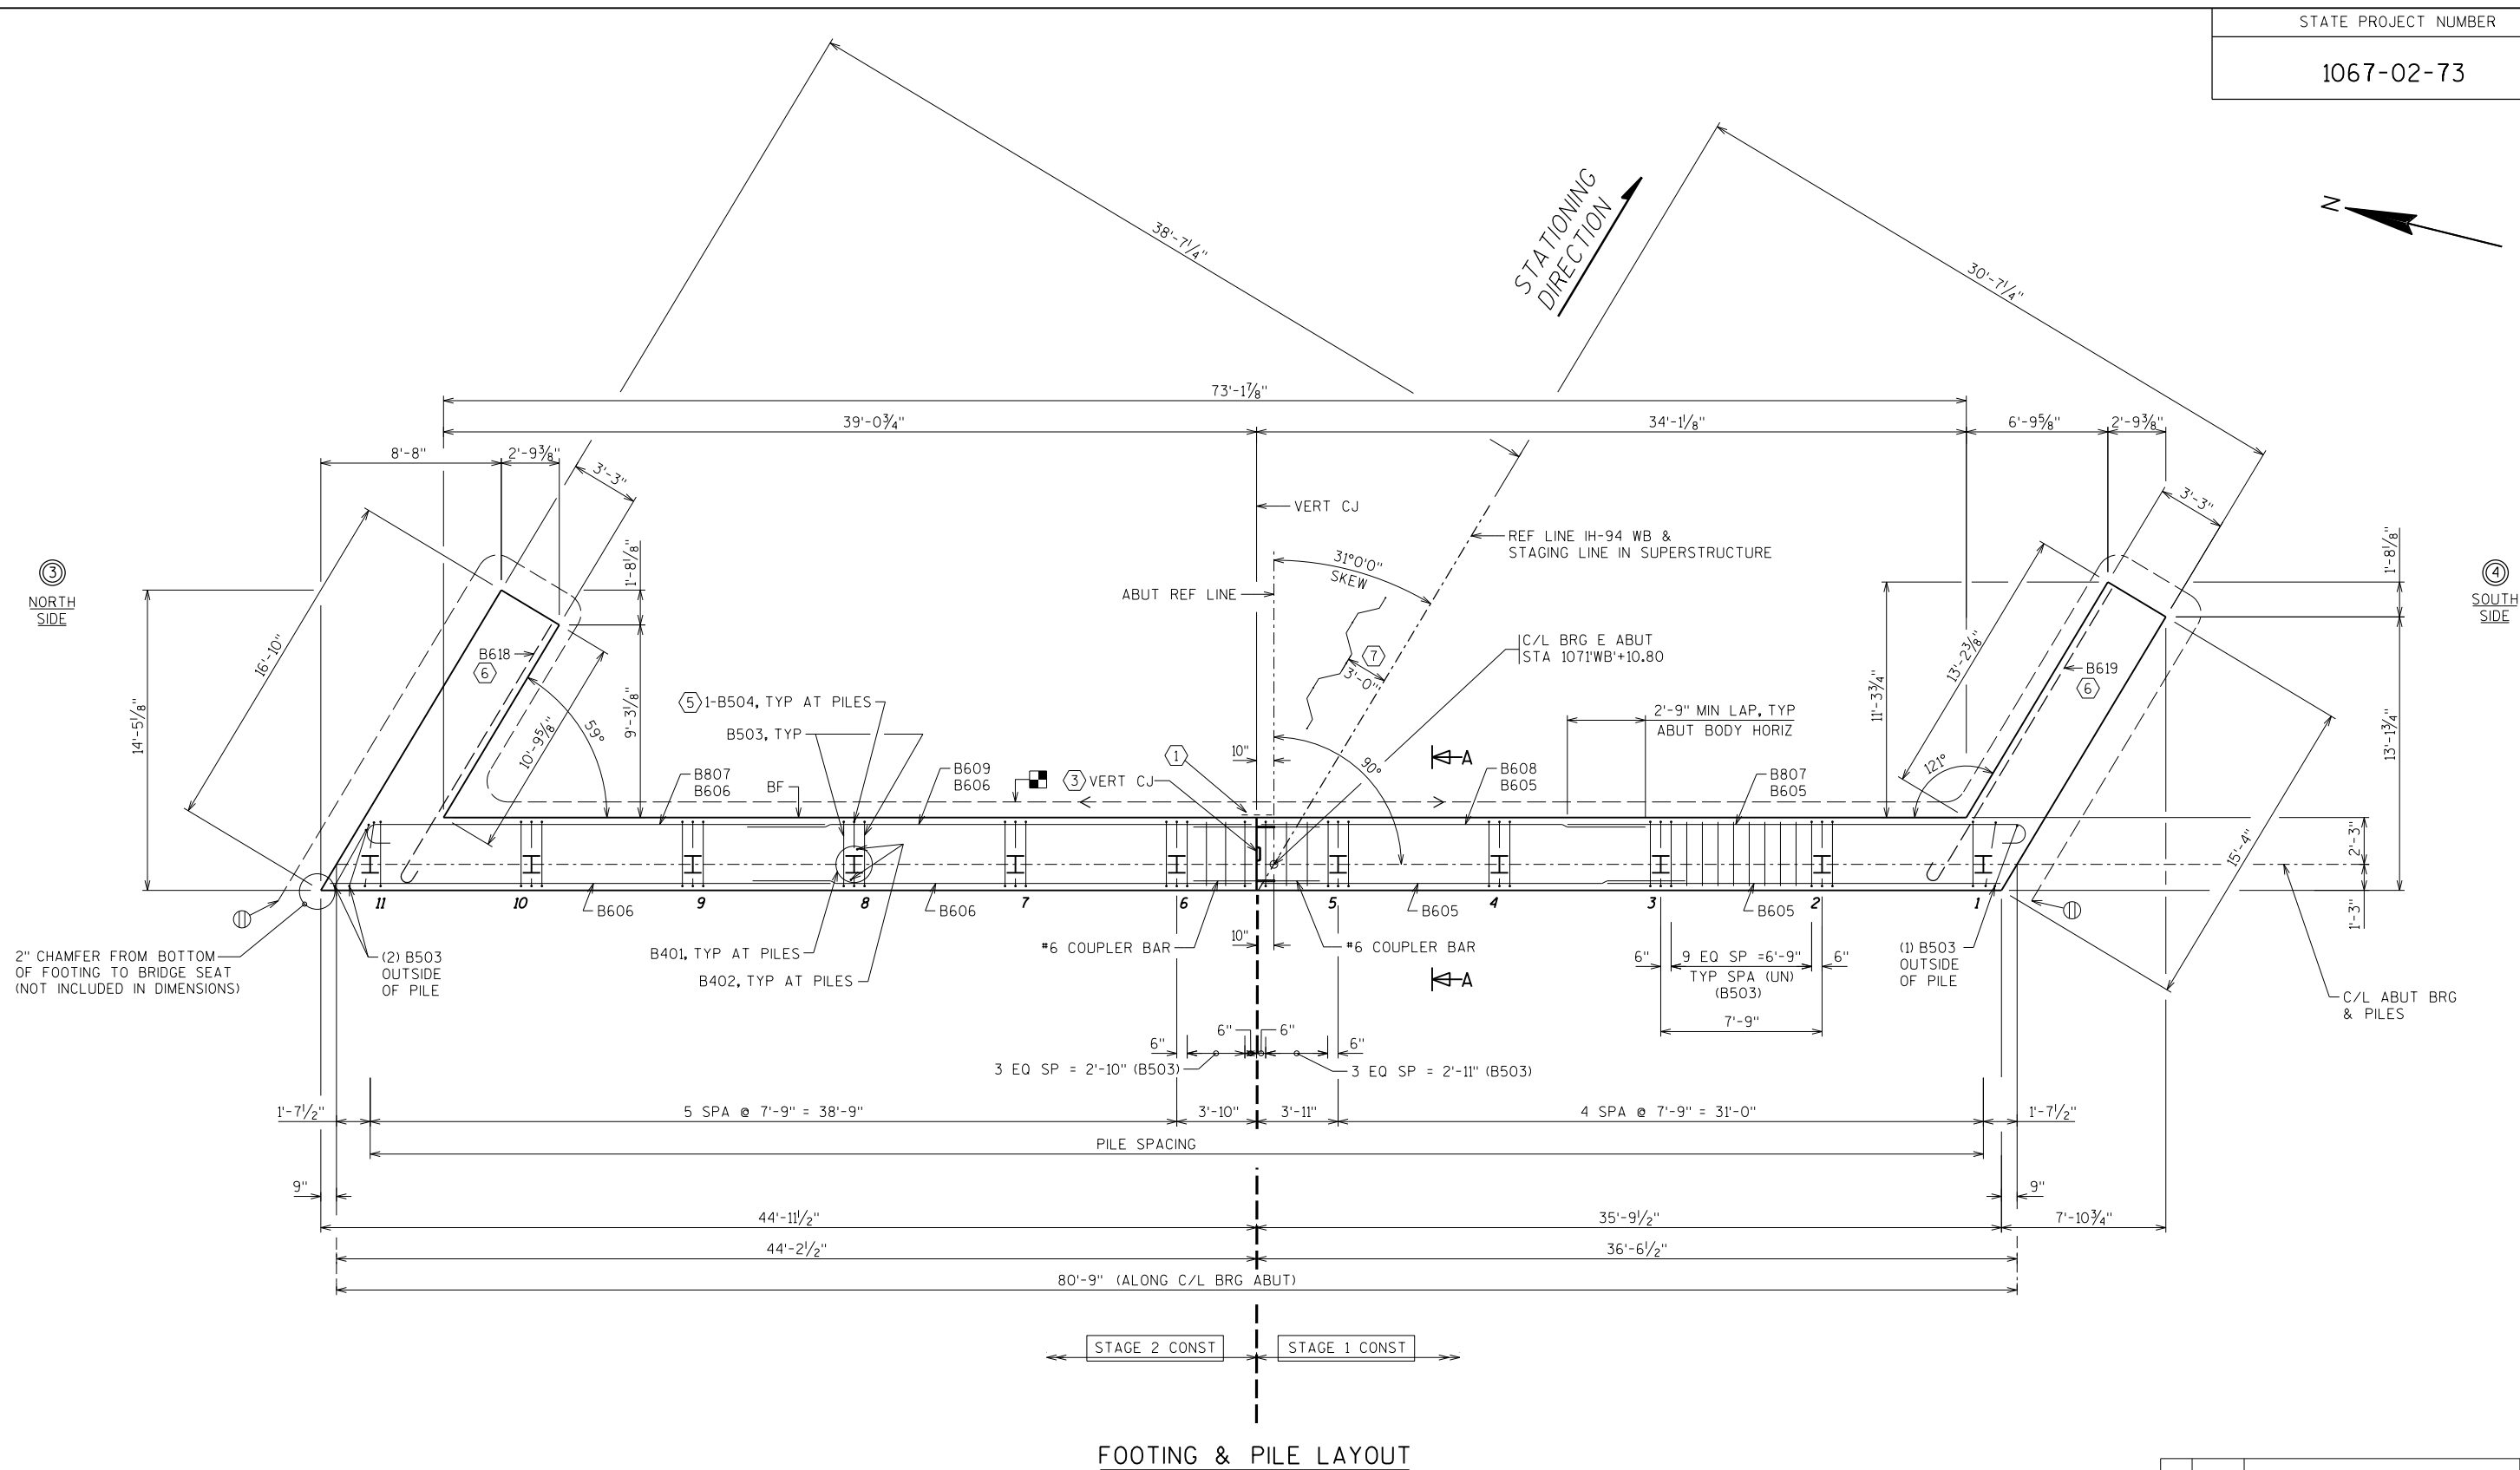 STATE PROJECT NUMBER
1067-02-73
38'-7¼"
STATIONING
DIRECTION
30'-7¼"
N
73'-1⅞"
39'-0¾"
34'-1⅛"
6'-9⅝"
2'-9⅜"
8'-8"
2'-9⅜"
3'-3"
3'-3"
VERT CJ
REF LINE IH-94 WB &
STAGING LINE IN SUPERSTRUCTURE
31°0'0"
SKEW
ABUT REF LINE
3
NORTH
SIDE
4
SOUTH
SIDE
1'-8⅛"
1'-8⅛"
16'-10"
14'-5⅛"
B618
6
59°
10'-9⅝"
9'-3⅛"
C/L BRG E ABUT
STA 1071'WB'+10.80
7
3'-0"
13'-2⅜"
11'-3¾"
B619
6
121°
13'-1¾"
15'-4"
5 1-B504, TYP AT PILES
B503, TYP
2'-9" MIN LAP, TYP
ABUT BODY HORIZ
1
10"
90°
A
B807
B606
BF
B609
B606
3 VERT CJ
B608
B605
B807
B605
2'-3"
1'-3"
11
10
9
8
7
6
5
4
3
2
1
B606
B606
B605
B605
2" CHAMFER FROM BOTTOM
OF FOOTING TO BRIDGE SEAT
(NOT INCLUDED IN DIMENSIONS)
(2) B503
OUTSIDE
OF PILE
B401, TYP AT PILES
B402, TYP AT PILES
#6 COUPLER BAR
10"
#6 COUPLER BAR
A
6"
9 EQ SP =6'-9"
6"
TYP SPA (UN)
(B503)
7'-9"
(1) B503
OUTSIDE
OF PILE
C/L ABUT BRG
& PILES
6"
6"
6"
6"
3 EQ SP = 2'-10" (B503)
3 EQ SP = 2'-11" (B503)
1'-7½"
5 SPA @ 7'-9" = 38'-9"
3'-10"
3'-11"
4 SPA @ 7'-9" = 31'-0"
1'-7½"
PILE SPACING
9"
9"
44'-11½"
35'-9½"
7'-10¾"
44'-2½"
36'-6½"
80'-9" (ALONG C/L BRG ABUT)
STAGE 2 CONST
STAGE 1 CONST
FOOTING & PILE LAYOUT